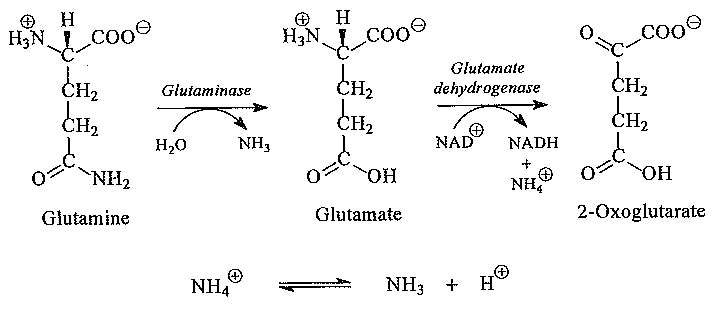 H₃N⊕ H COO⊖
C
CH₂
CH₂
C
O NH₂
Glutamine
Glutaminase
H₂O NH₃
H₃N⊕ H COO⊖
C
CH₂
CH₂
C
O OH
Glutamate
Glutamate
dehydrogenase
NAD⊕ NADH
+
NH₄⊕
O COO⊖
C
CH₂
CH₂
C
O OH
2-Oxoglutarate
NH₄⊕ ⇌ NH₃ + H⊕